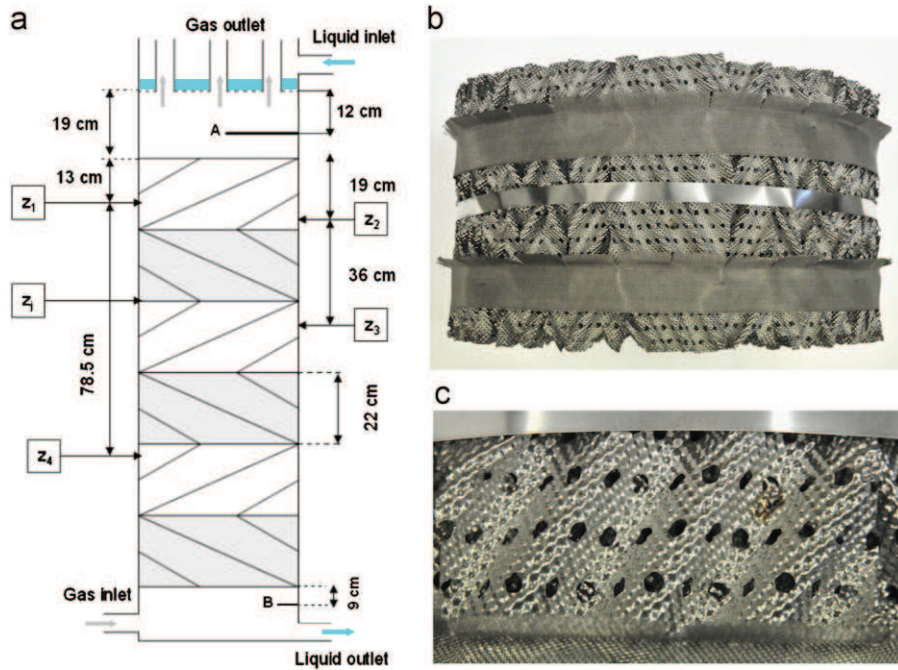 a
Gas outlet
Liquid inlet
19 cm
12 cm
A
13 cm
19 cm
z1
z2
36 cm
zj
z3
78.5 cm
22 cm
z4
Gas inlet
B
9 cm
Liquid outlet
b
c